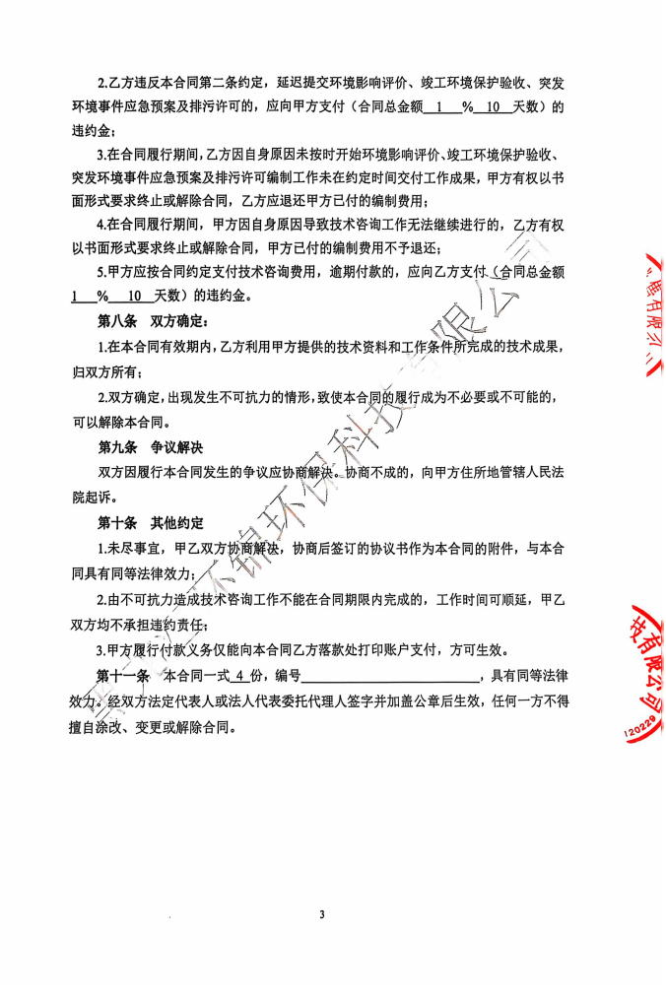 2.乙方违反本合同第二条约定，延迟提交环境影响评价、竣工环境保护验收、突发
环境事件应急预案及排污许可的，应向甲方支付（合同总金额 1 % 10 天数）的
违约金；
3.在合同履行期间，乙方因自身原因未按时开始环境影响评价、竣工环境保护验收、
突发环境事件应急预案及排污许可编制工作未在约定时间交付工作成果，甲方有权以书
面形式要求终止或解除合同，乙方应退还甲方已付的编制费用；
4.在合同履行期间，甲方因自身原因导致技术咨询工作无法继续进行的，乙方有权
以书面形式要求终止或解除合同，甲方已付的编制费用不予退还；
5.甲方应按合同约定支付技术咨询费用，逾期付款的，应向乙方支付（合同总金额
1 % 10 天数）的违约金。
第八条 双方确定：
1.在本合同有效期内，乙方利用甲方提供的技术资料和工作条件所完成的技术成果，
归双方所有；
2.双方确定，出现发生不可抗力的情形，致使本合同的履行成为不必要或不可能的，
可以解除本合同。
第九条 争议解决
双方因履行本合同发生的争议应协商解决。协商不成的，向甲方住所地管辖人民法
院起诉。
第十条 其他约定
1.未尽事宜，甲乙双方协商解决，协商后签订的协议书作为本合同的附件，与本合
同具有同等法律效力；
2.由不可抗力造成技术咨询工作不能在合同期限内完成的，工作时间可顺延，甲乙
双方均不承担违约责任；
3.甲方履行付款义务仅能向本合同乙方落款处打印账户支付，方可生效。
第十一条 本合同一式 4 份，编号________________，具有同等法律
效力。经双方法定代表人或法人代表委托代理人签字并加盖公章后生效，任何一方不得
擅自涂改、变更或解除合同。
3
环锦环保科技有限公司
有限公司
技有限公司
120229